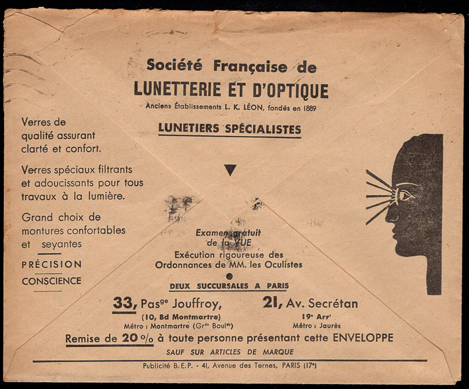 Société Française de
LUNETTERIE ET D'OPTIQUE
Anciens Établissements L. K. LÉON, fondés en 1889
LUNETIERS SPÉCIALISTES
Verres de
qualité assurant
clarté et confort.
Verres spéciaux filtrants
et adoucissants pour tous
travaux à la lumière.
Grand choix de
montures confortables
et seyantes
PRÉCISION
CONSCIENCE
Examen gratuit
de la VUE
Exécution rigoureuse des
Ordonnances de MM. les Oculistes
DEUX SUCCURSALES A PARIS
33, Pasge Jouffroy,
(10, Bd Montmartre)
Métro : Montmartre (Grds Boulds)
21, Av. Secrétan
19e Arrt
Métro : Jaurès
Remise de 20% à toute personne présentant cette ENVELOPPE
SAUF SUR ARTICLES DE MARQUE
Publicité B.E.P. - 41, Avenue des Ternes, PARIS (17e)